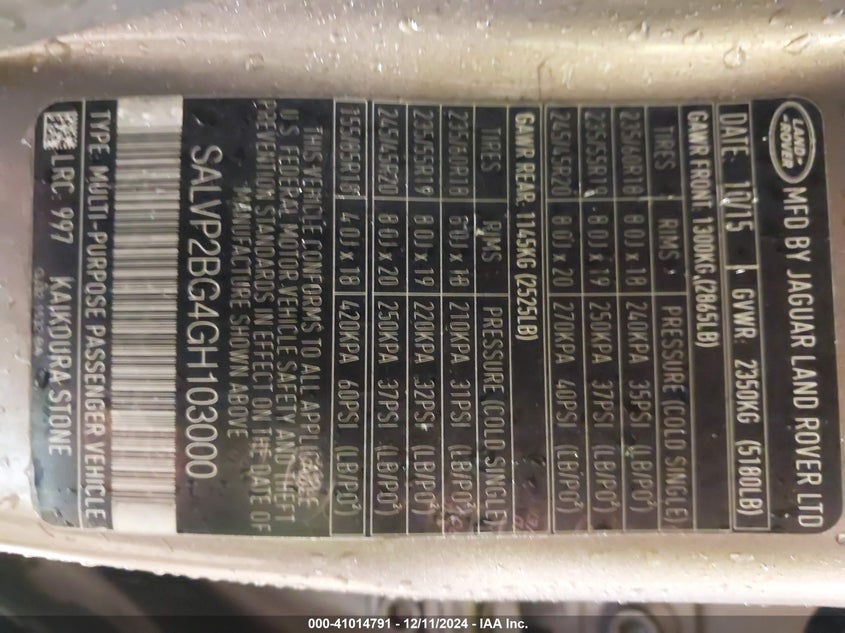 LAND
ROVER
MFD BY JAGUAR LAND ROVER LTD
DATE: 10/15 GVWR: 2350KG (5180LB)
GAWR FRONT: 1300KG, (2865LB)
TIRES RIMS PRESSURE (COLD SINGLE)
235/60R18 8.0J x 18 240KPA 35PSI (LB/PO²)
235/55R19 8.0J x 19 250KPA 37PSI (LB/PO²)
245/45R20 8.0J x 20 270KPA 40PSI (LB/PO²)
GAWR REAR: 1145KG (2525LB)
TIRES RIMS PRESSURE (COLD SINGLE)
235/60R18 8.0J x 18 210KPA 31PSI (LB/PO²)
235/55R19 8.0J x 19 220KPA 32PSI (LB/PO²)
245/45R20 8.0J x 20 250KPA 37PSI (LB/PO²)
155/85R18 4.0J x 18 420KPA 60PSI (LB/PO²)
THIS VEHICLE CONFORMS TO ALL APPLICABLE
U.S FEDERAL MOTOR VEHICLE SAFETY AND THEFT
PREVENTION STANDARDS IN EFFECT ON THE DATE OF
MANUFACTURE SHOWN ABOVE
SALVP2BG4GH103000
TYPE: MULTI-PURPOSE PASSENGER VEHICLE
LRC: 997 KAIKOURA STONE
000-41014791 - 12/11/2024 - IAA Inc.